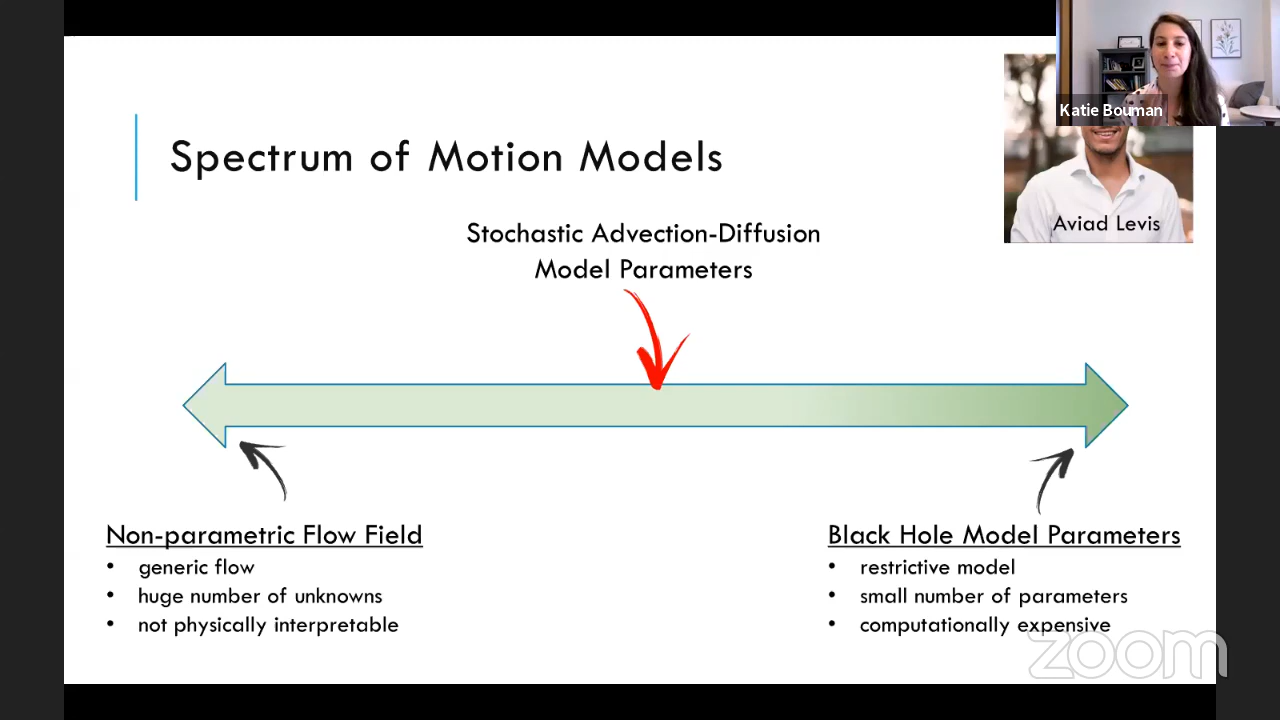 Katie Bouman
Spectrum of Motion Models
Aviad Levis
Stochastic Advection-Diffusion
Model Parameters
Non-parametric Flow Field
• generic flow
• huge number of unknowns
• not physically interpretable
Black Hole Model Parameters
• restrictive model
• small number of parameters
• computationally expensive
zoom